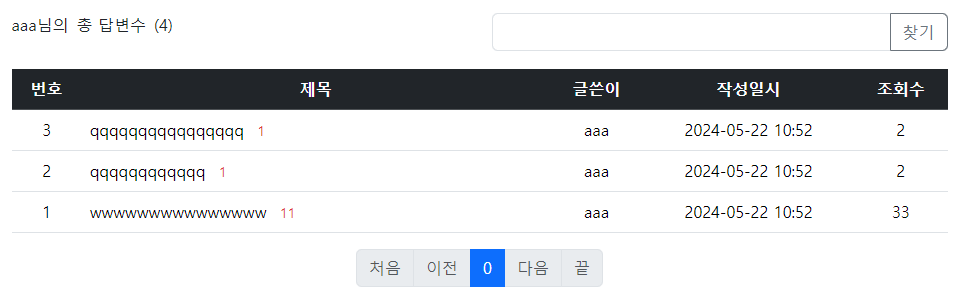 aaa님의 총 답변수 (4)
찾기
번호 제목 글쓴이 작성일시 조회수
3 qqqqqqqqqqqqqqqq 1 aaa 2024-05-22 10:52 2
2 qqqqqqqqqqqq 1 aaa 2024-05-22 10:52 2
1 wwwwwwwwwwwwwww 11 aaa 2024-05-22 10:52 33
처음 이전 0 다음 끝